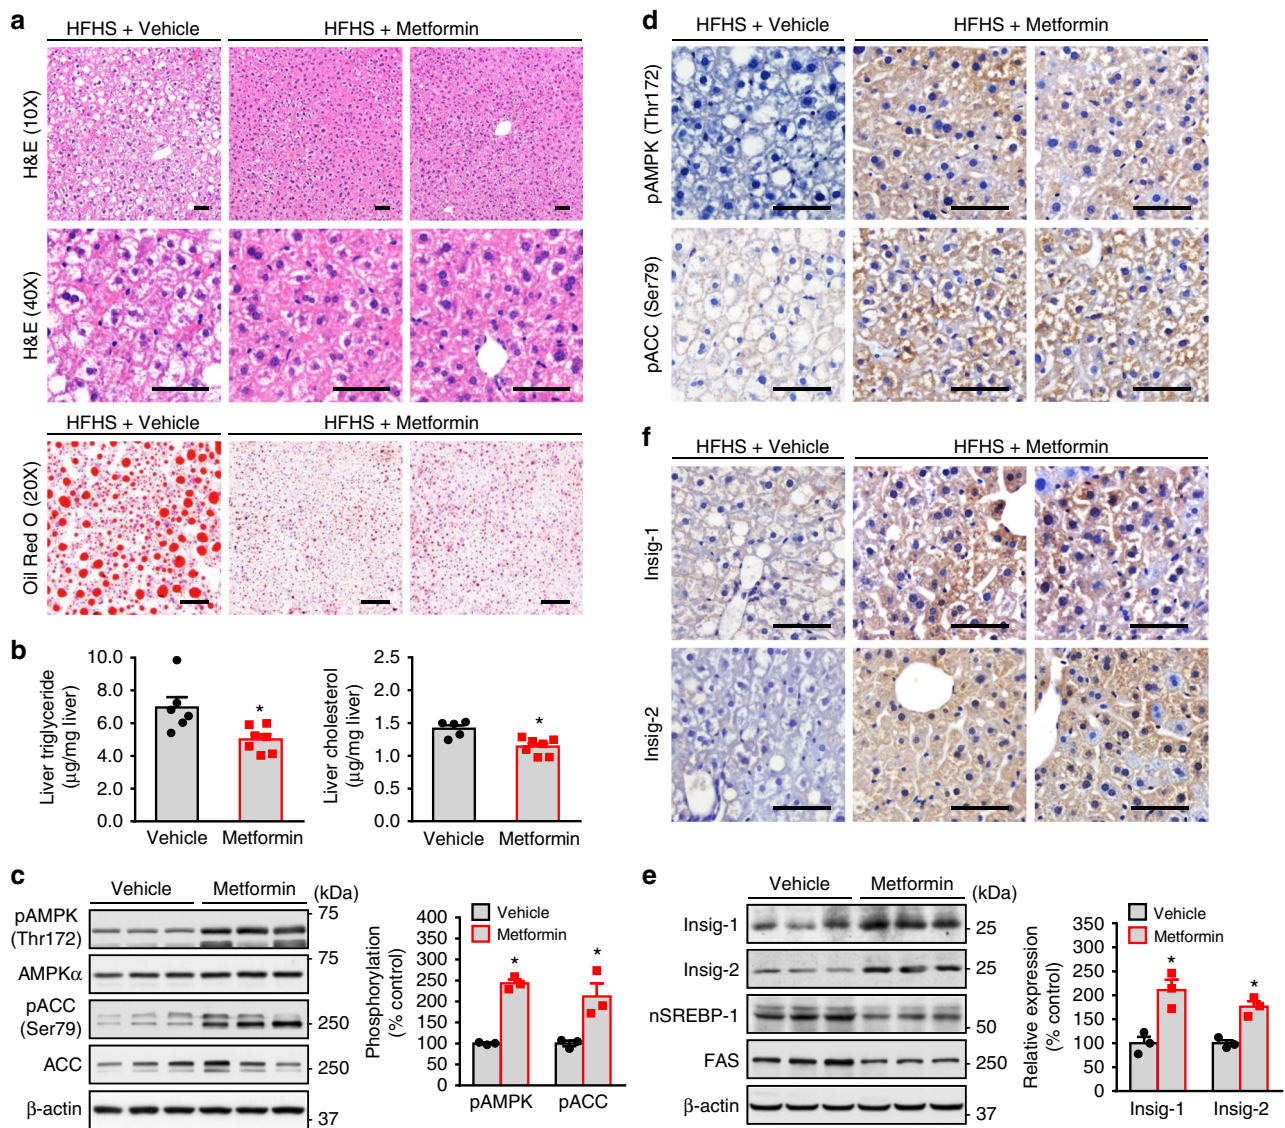 a
HFHS + Vehicle
HFHS + Metformin
H&E (10X)
H&E (40X)
HFHS + Vehicle
HFHS + Metformin
Oil Red O (20X)
b
Liver triglyceride
(μg/mg liver)
10.0
8.0
6.0
4.0
2.0
0.0
*
Vehicle
Metformin
Liver cholesterol
(μg/mg liver)
2.5
2.0
1.5
1.0
0.5
0.0
*
Vehicle
Metformin
c
Vehicle
Metformin
(kDa)
pAMPK
(Thr172)
75
AMPKα
75
pACC
(Ser79)
250
ACC
250
β-actin
37
Phosphorylation
(% control)
400
350
300
250
200
150
100
50
0
Vehicle
Metformin
*
*
pAMPK
pACC
d
HFHS + Vehicle
HFHS + Metformin
pAMPK (Thr172)
pACC (Ser79)
f
HFHS + Vehicle
HFHS + Metformin
Insig-1
Insig-2
e
Vehicle
Metformin
(kDa)
Insig-1
25
Insig-2
25
nSREBP-1
50
FAS
250
β-actin
37
Relative expression
(% control)
350
300
250
200
150
100
50
0
Vehicle
Metformin
*
*
Insig-1
Insig-2